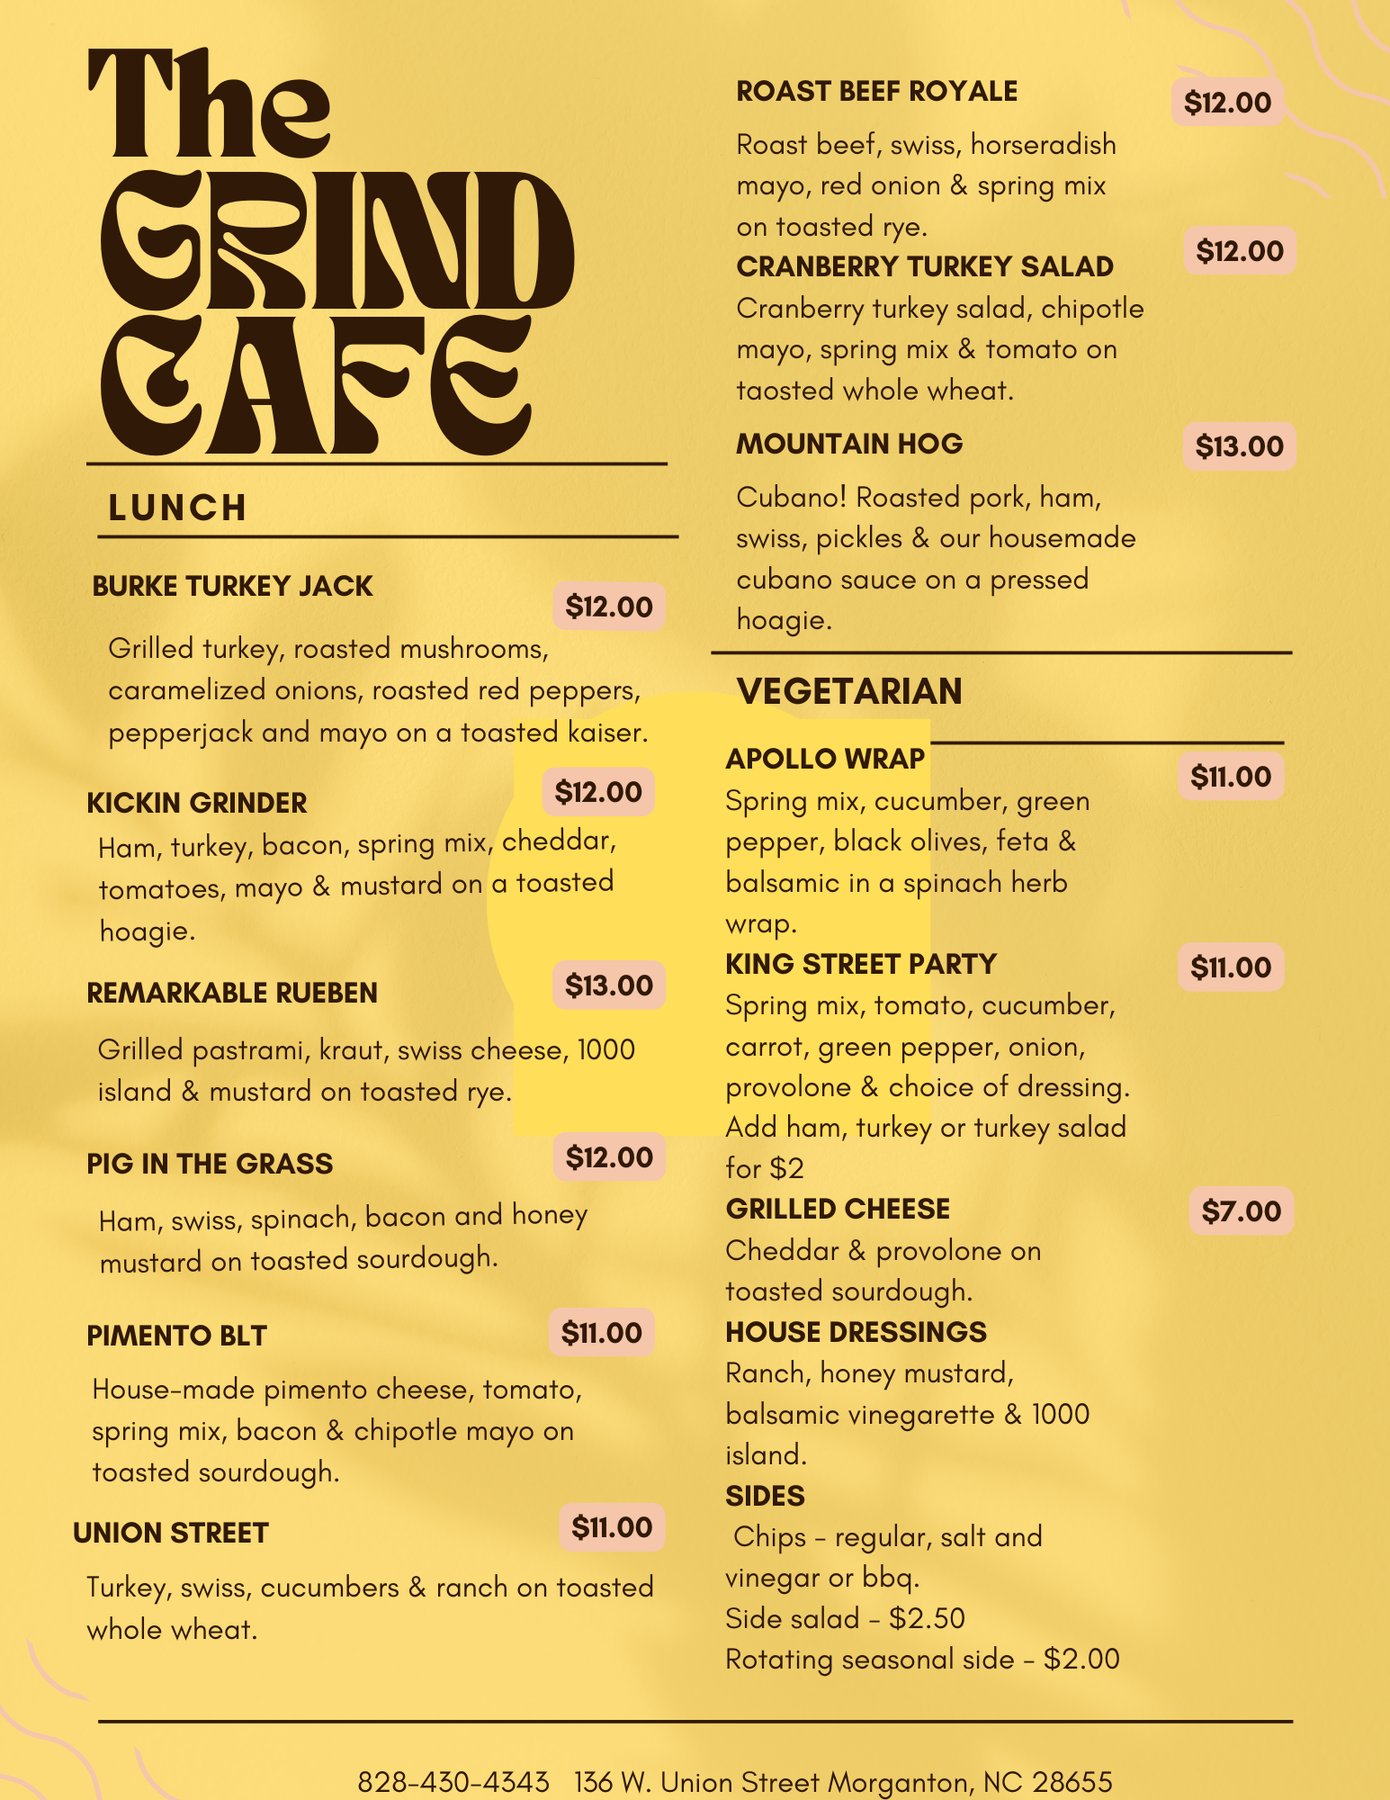 The
GRIND
CAFE
LUNCH
BURKE TURKEY JACK
$12.00
Grilled turkey, roasted mushrooms,
caramelized onions, roasted red peppers,
pepperjack and mayo on a toasted kaiser.
KICKIN GRINDER
$12.00
Ham, turkey, bacon, spring mix, cheddar,
tomatoes, mayo & mustard on a toasted
hoagie.
REMARKABLE RUEBEN
$13.00
Grilled pastrami, kraut, swiss cheese, 1000
island & mustard on toasted rye.
PIG IN THE GRASS
$12.00
Ham, swiss, spinach, bacon and honey
mustard on toasted sourdough.
PIMENTO BLT
$11.00
House-made pimento cheese, tomato,
spring mix, bacon & chipotle mayo on
toasted sourdough.
UNION STREET
$11.00
Turkey, swiss, cucumbers & ranch on toasted
whole wheat.
ROAST BEEF ROYALE
$12.00
Roast beef, swiss, horseradish
mayo, red onion & spring mix
on toasted rye.
CRANBERRY TURKEY SALAD
$12.00
Cranberry turkey salad, chipotle
mayo, spring mix & tomato on
taosted whole wheat.
MOUNTAIN HOG
$13.00
Cubano! Roasted pork, ham,
swiss, pickles & our housemade
cubano sauce on a pressed
hoagie.
VEGETARIAN
APOLLO WRAP
$11.00
Spring mix, cucumber, green
pepper, black olives, feta &
balsamic in a spinach herb
wrap.
KING STREET PARTY
$11.00
Spring mix, tomato, cucumber,
carrot, green pepper, onion,
provolone & choice of dressing.
Add ham, turkey or turkey salad
for $2
GRILLED CHEESE
$7.00
Cheddar & provolone on
toasted sourdough.
HOUSE DRESSINGS
Ranch, honey mustard,
balsamic vinegarette & 1000
island.
SIDES
Chips - regular, salt and
vinegar or bbq.
Side salad - $2.50
Rotating seasonal side - $2.00
828-430-4343 136 W. Union Street Morganton, NC 28655